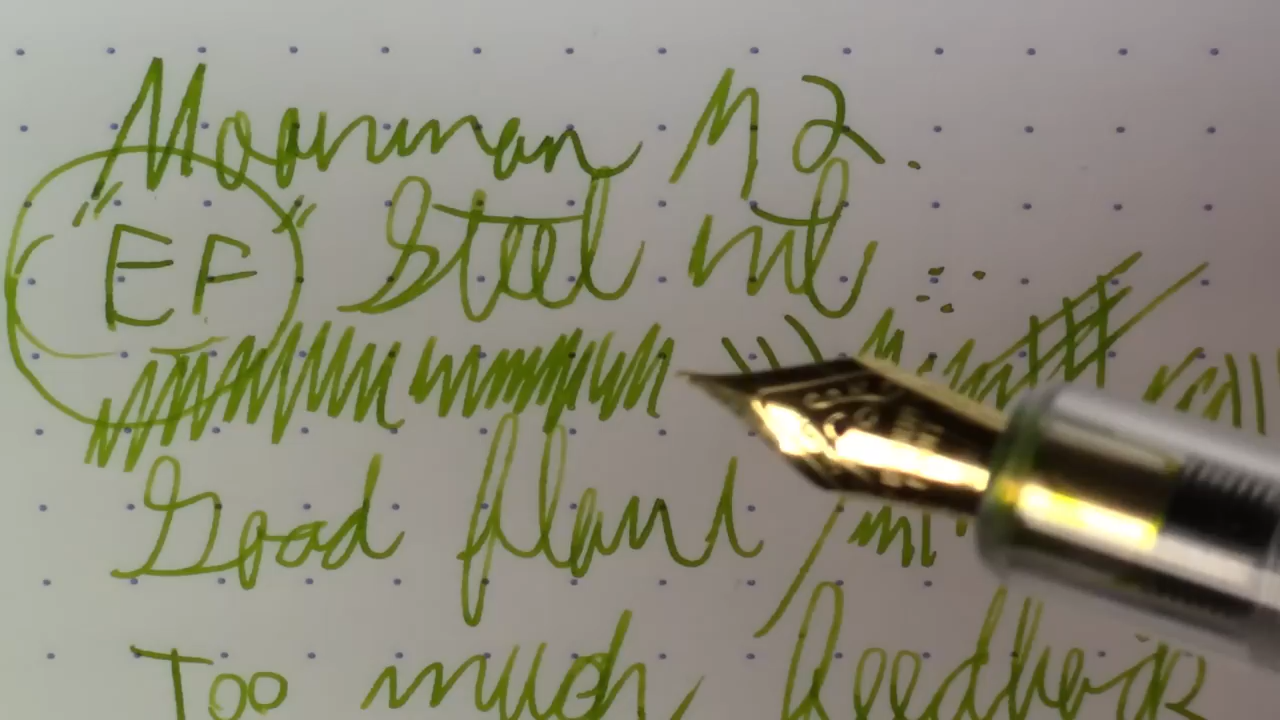 Moonman M2.
"EF" Steel nib
Good flow
Too much feedback